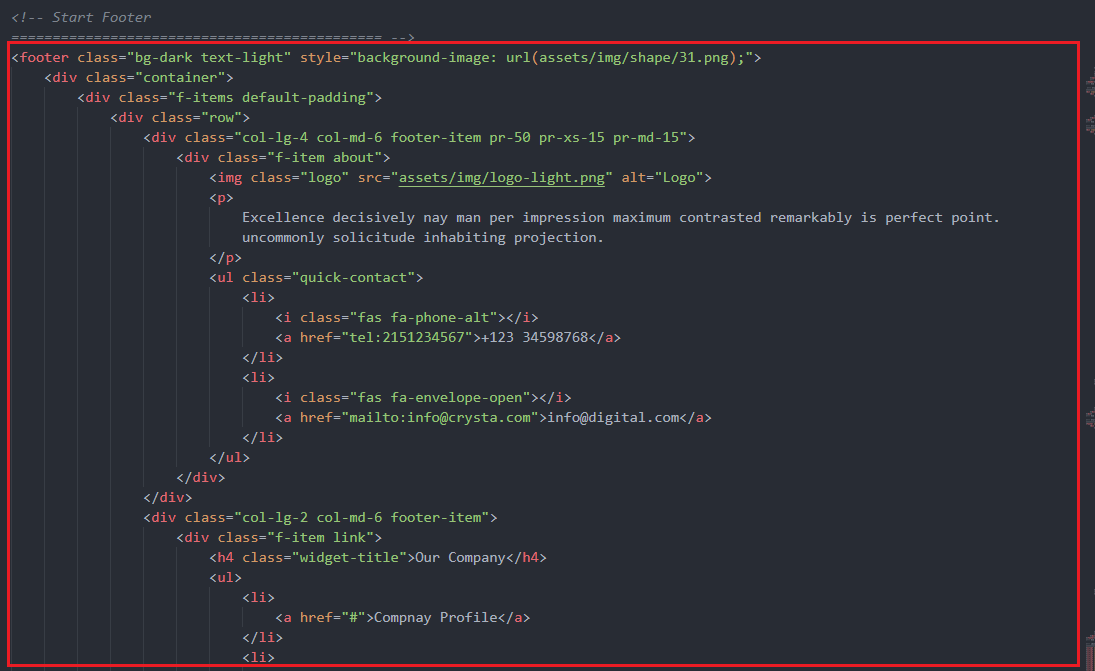 <!-- Start Footer
============================================= -->
<footer class="bg-dark text-light" style="background-image: url(assets/img/shape/31.png);">
<div class="container">
<div class="f-items default-padding">
<div class="row">
<div class="col-lg-4 col-md-6 footer-item pr-50 pr-xs-15 pr-md-15">
<div class="f-item about">
<img class="logo" src="assets/img/logo-light.png" alt="Logo">
<p>
Excellence decisively nay man per impression maximum contrasted remarkably is perfect point.
uncommonly solicitude inhabiting projection.
</p>
<ul class="quick-contact">
<li>
<i class="fas fa-phone-alt"></i>
<a href="tel:2151234567">+123 34598768</a>
</li>
<li>
<i class="fas fa-envelope-open"></i>
<a href="mailto:info@crysta.com">info@digital.com</a>
</li>
</ul>
</div>
</div>
<div class="col-lg-2 col-md-6 footer-item">
<div class="f-item link">
<h4 class="widget-title">Our Company</h4>
<ul>
<li>
<a href="#">Compnay Profile</a>
</li>
<li>